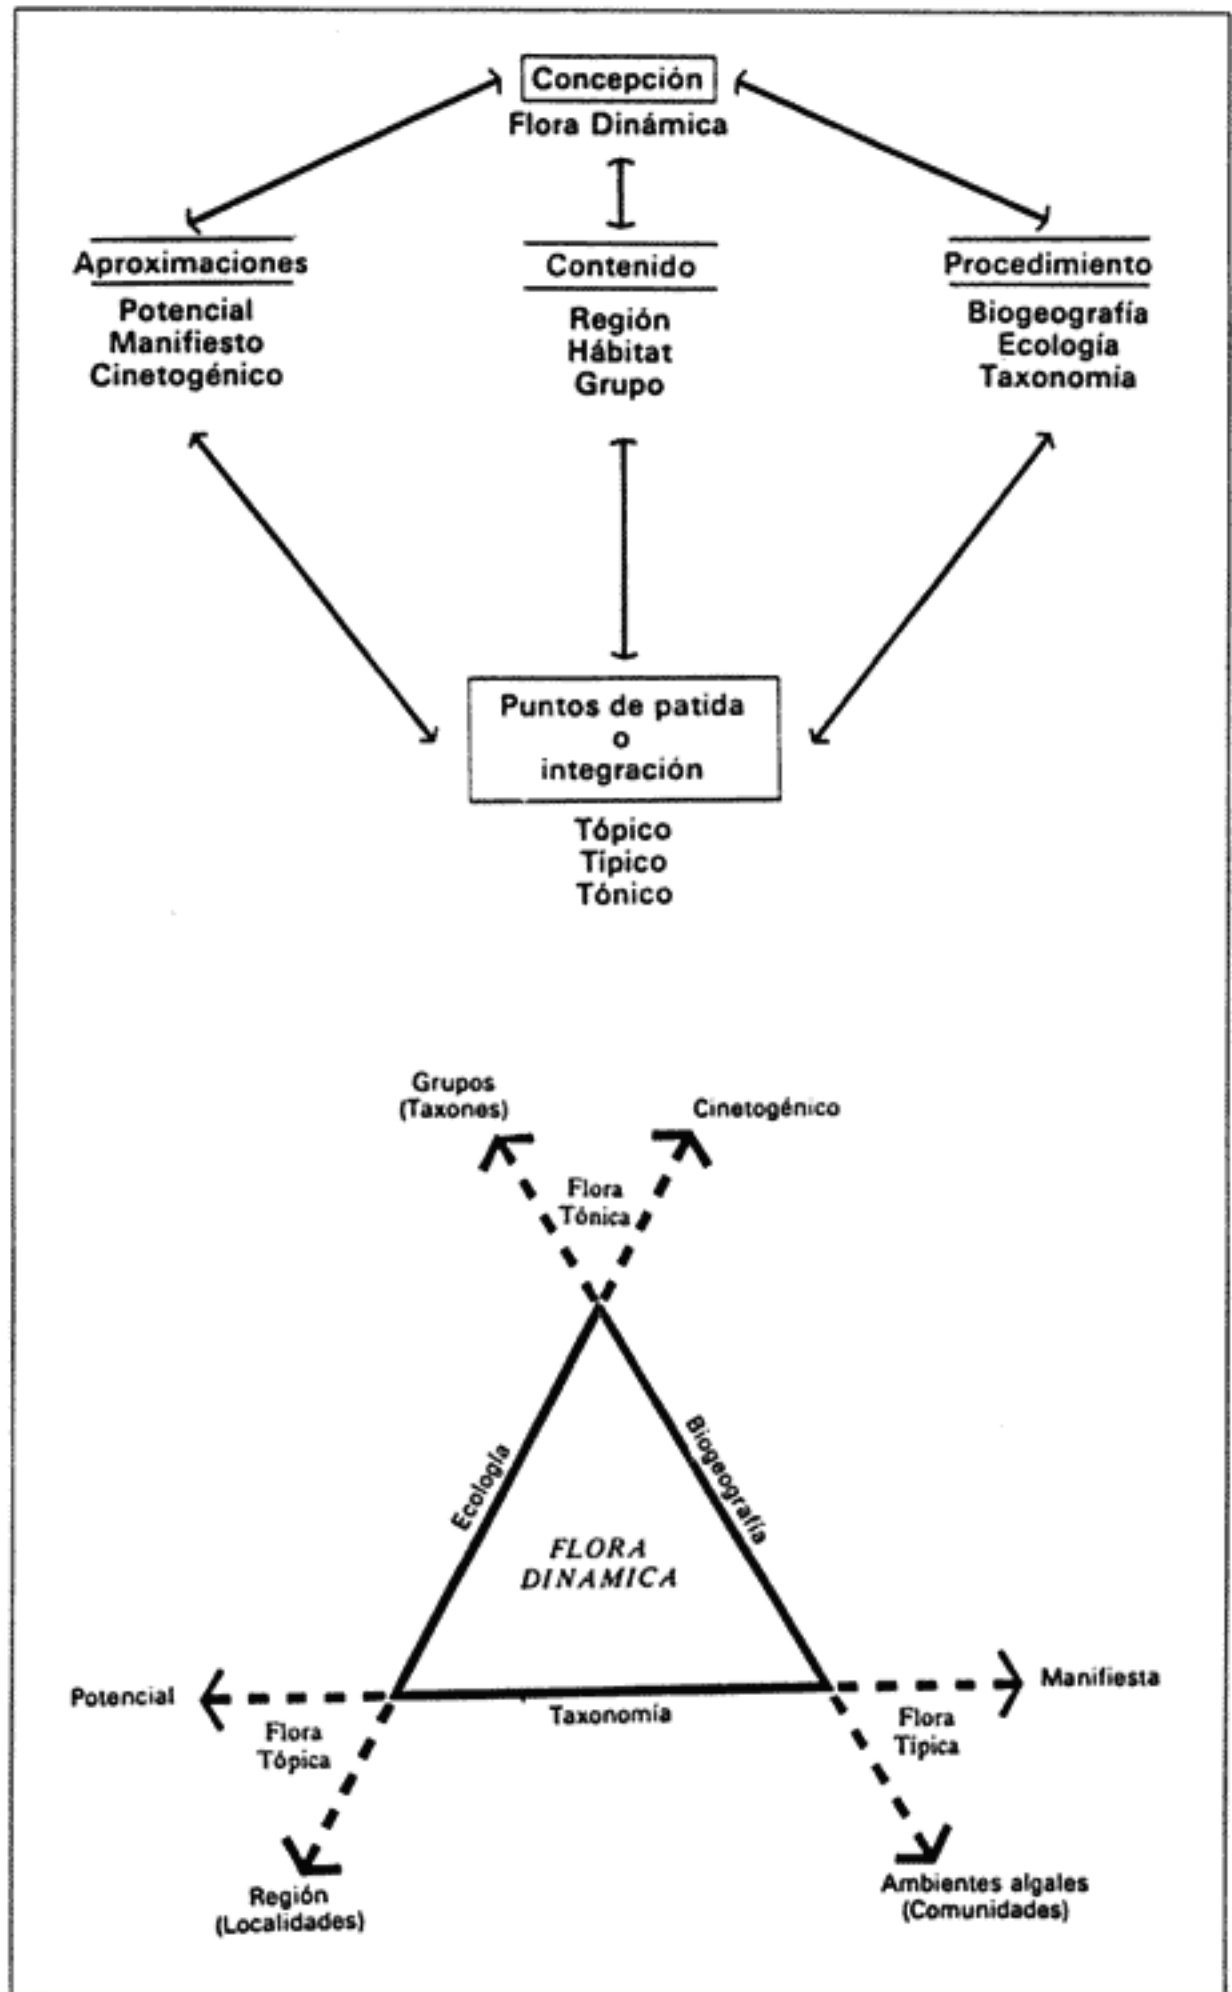 Concepción
Flora Dinámica
Aproximaciones
Potencial
Manifiesto
Cinetogénico
Contenido
Región
Hábitat
Grupo
Procedimiento
Biogeografía
Ecología
Taxonomía
Puntos de patida
o
integración
Tópico
Típico
Tónico
Grupos
(Taxones)
Cinetogénico
Flora
Tónica
Ecología
Biogeografía
FLORA
DINAMICA
Potencial
Taxonomía
Manifiesta
Flora
Tópica
Flora
Típica
Región
(Localidades)
Ambientes algales
(Comunidades)